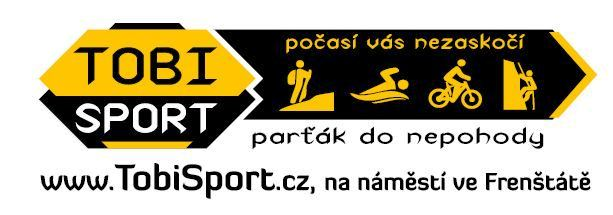 TOBI
SPORT
počasí vás nezaskočí
parťák do nepohody
www.TobiSport.cz, na náměstí ve Frenštátě